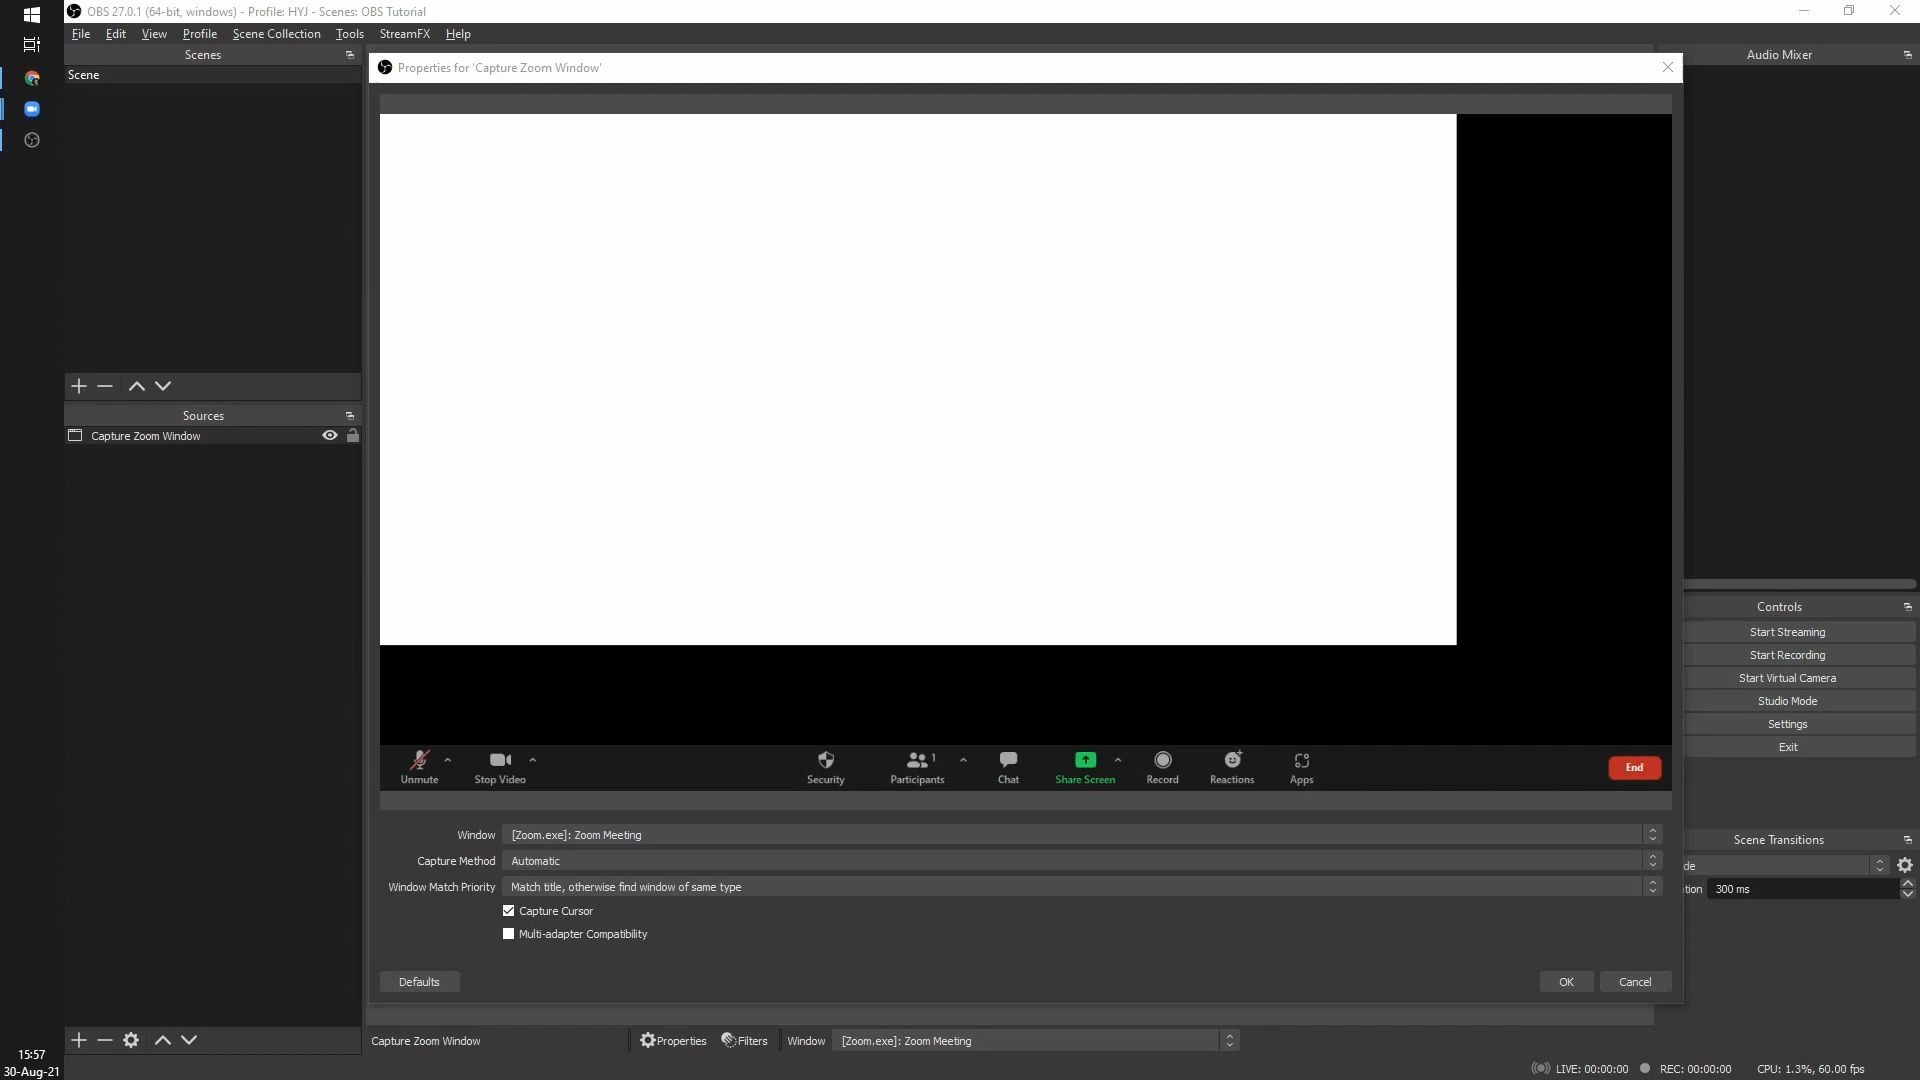 OBS 27.0.1 (64-bit, windows) - Profile: HYJ - Scenes: OBS Tutorial
File Edit View Profile Scene Collection Tools StreamFX Help
Scenes
Scene
Properties for 'Capture Zoom Window'
Audio Mixer
Sources
Capture Zoom Window
Unmute
Stop Video
Security
1
Participants
Chat
Share Screen
Record
Reactions
Apps
End
Window [Zoom.exe]: Zoom Meeting
Capture Method Automatic
Window Match Priority Match title, otherwise find window of same type
Capture Cursor
Multi-adapter Compatibility
Defaults
OK
Cancel
Controls
Start Streaming
Start Recording
Start Virtual Camera
Studio Mode
Settings
Exit
Scene Transitions
de
tion 300 ms
Capture Zoom Window
Properties
Filters
Window [Zoom.exe]: Zoom Meeting
LIVE: 00:00:00
REC: 00:00:00
CPU: 1.3%, 60.00 fps
15:57
30-Aug-21